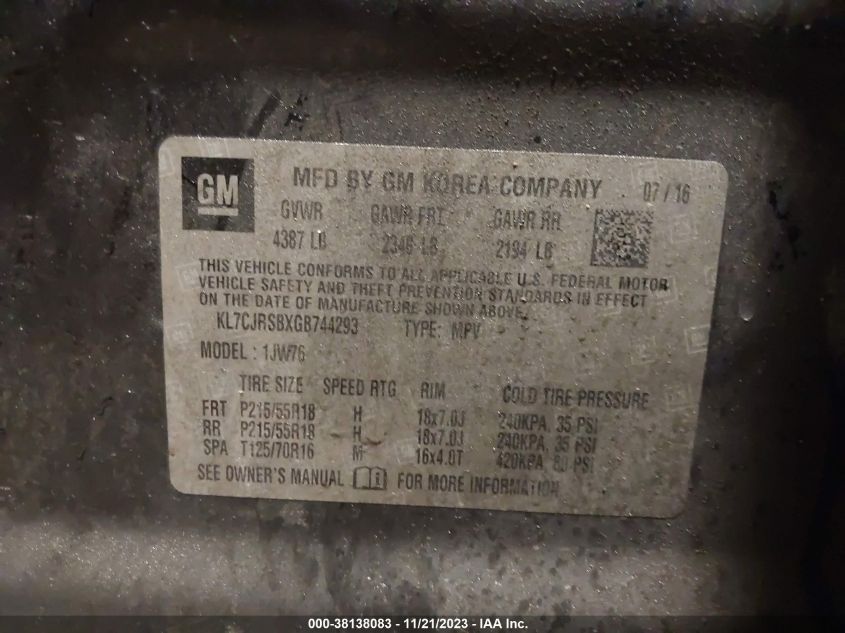 GM
MFD BY GM KOREA COMPANY 07/16
GVWR GAWR FRT GAWR RR
4387 LB 2346 LB 2194 LB
THIS VEHICLE CONFORMS TO ALL APPLICABLE U.S. FEDERAL MOTOR
VEHICLE SAFETY AND THEFT PREVENTION STANDARDS IN EFFECT
ON THE DATE OF MANUFACTURE SHOWN ABOVE.
KL7CJRSBXGB744293 TYPE: MPV
MODEL : 1JW76
TIRE SIZE SPEED RTG RIM COLD TIRE PRESSURE
FRT P215/55R18 H 18x7.0J 240KPA, 35 PSI
RR P215/55R18 H 18x7.0J 240KPA, 35 PSI
SPA T125/70R16 M 16x4.0T 420KPA, 60 PSI
SEE OWNER'S MANUAL FOR MORE INFORMATION
000-38138083 - 11/21/2023 - IAA Inc.